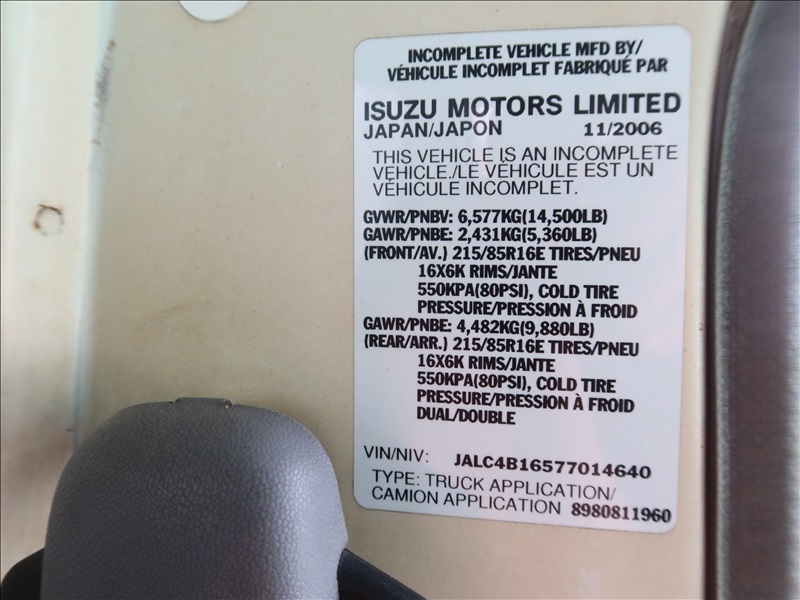 INCOMPLETE VEHICLE MFD BY/
VÉHICULE INCOMPLET FABRIQUÉ PAR
ISUZU MOTORS LIMITED
JAPAN/JAPON 11/2006
THIS VEHICLE IS AN INCOMPLETE
VEHICLE./LE VÉHICULE EST UN
VÉHICULE INCOMPLET.
GVWR/PNBV: 6,577KG(14,500LB)
GAWR/PNBE: 2,431KG(5,360LB)
(FRONT/AV.) 215/85R16E TIRES/PNEU
16X6K RIMS/JANTE
550KPA(80PSI), COLD TIRE
PRESSURE/PRESSION À FROID
GAWR/PNBE: 4,482KG(9,880LB)
(REAR/ARR.) 215/85R16E TIRES/PNEU
16X6K RIMS/JANTE
550KPA(80PSI), COLD TIRE
PRESSURE/PRESSION À FROID
DUAL/DOUBLE
VIN/NIV: JALC4B16577014640
TYPE: TRUCK APPLICATION/
CAMION APPLICATION 8980811960